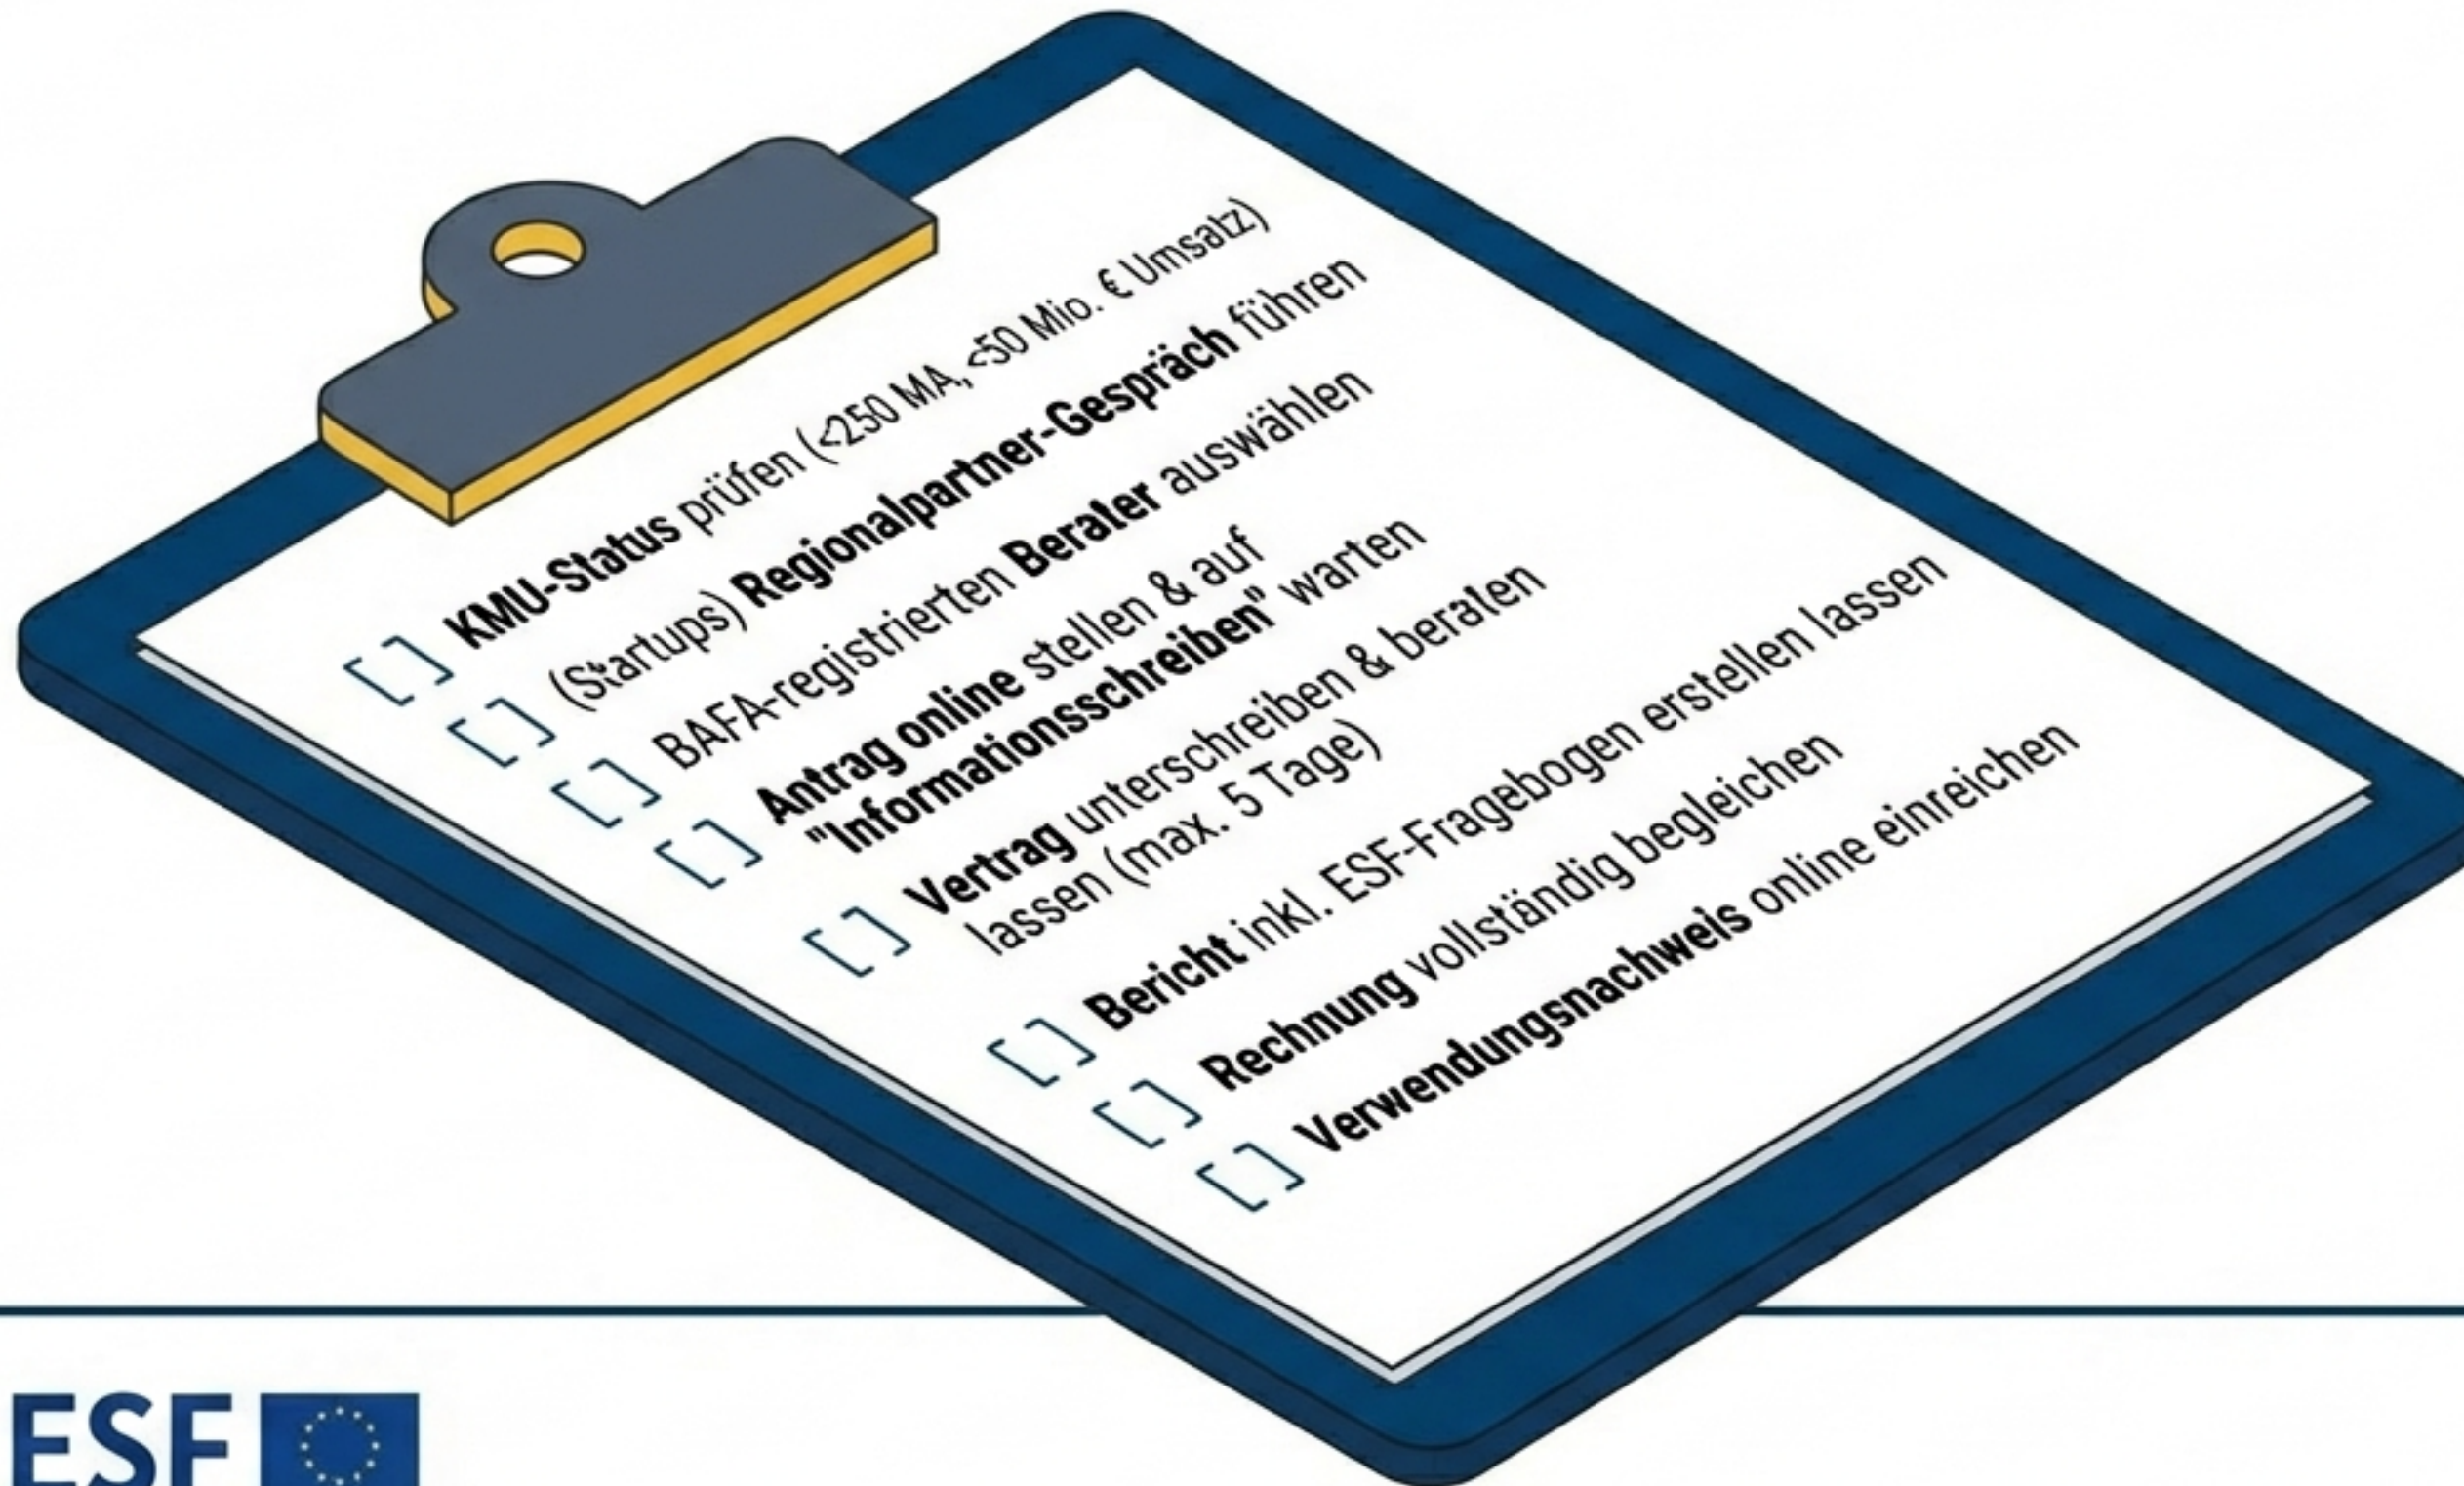 [ ] KMU-Status prüfen (<250 MA, <50 Mio. € Umsatz)
[ ] (Startups) Regionalpartner-Gespräch führen
[ ] BAFA-registrierten Berater auswählen
[ ] Antrag online stellen & auf
"Informationsschreiben" warten
[ ] Vertrag unterschreiben & beraten
lassen (max. 5 Tage)
[ ] Bericht inkl. ESF-Fragebogen erstellen lassen
[ ] Rechnung vollständig begleichen
[ ] Verwendungsnachweis online einreichen
ESF